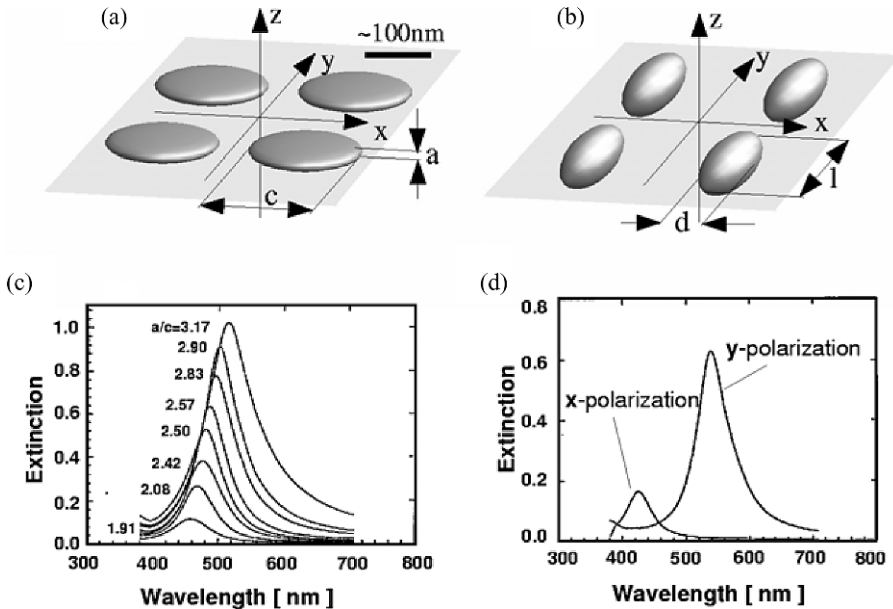 (a)
z
y
~100nm
x
a
c
(b)
z
y
x
l
d
(c)
1.0
0.8
0.6
0.4
0.2
0.0
Extinction
a/c=3.17
2.90
2.83
2.57
2.50
2.42
2.08
1.91
300 400 500 600 700 800
Wavelength [ nm ]
(d)
0.8
0.6
0.4
0.2
0.0
Extinction
y-polarization
x-polarization
300 400 500 600 700 800
Wavelength [ nm ]